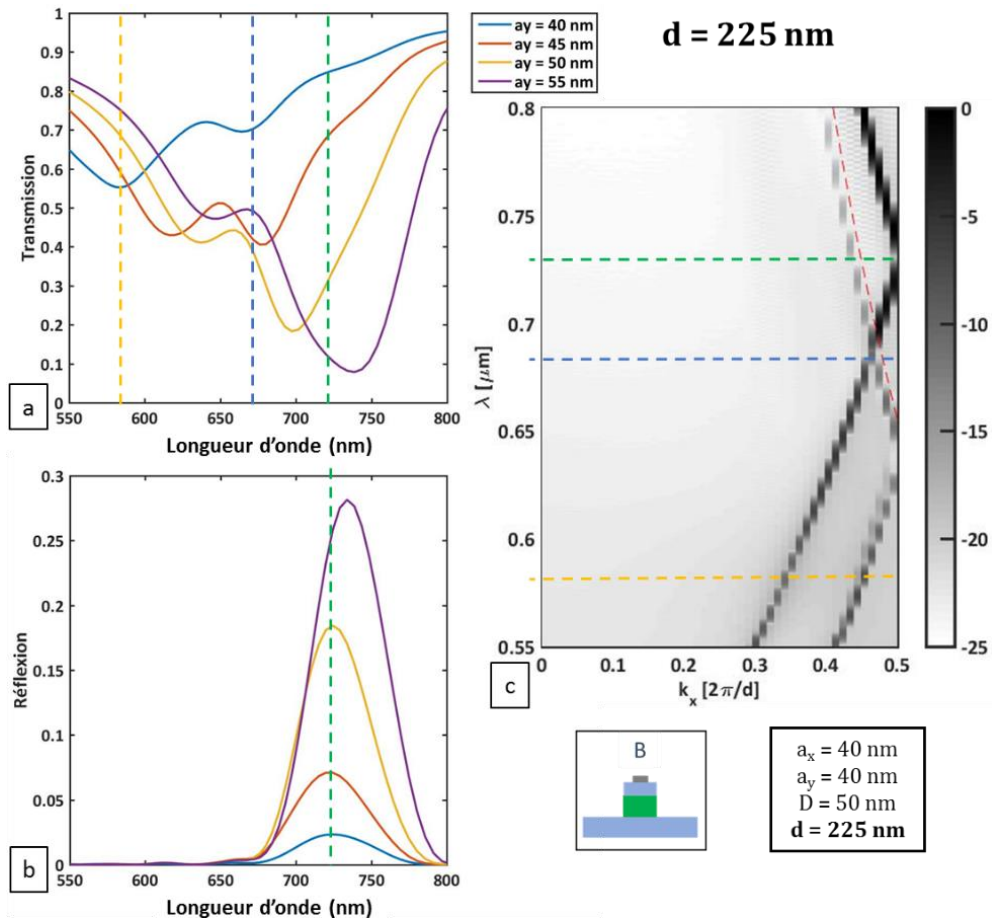 ay = 40 nm
ay = 45 nm
ay = 50 nm
ay = 55 nm
d = 225 nm
1
0.9
0.8
0.7
0.6
0.5
0.4
0.3
0.2
0.1
0
Transmission
550 600 650 700 750 800
Longueur d'onde (nm)
a
0.3
0.25
0.2
0.15
0.1
0.05
0
Réflexion
550 600 650 700 750 800
Longueur d'onde (nm)
b
0.8
0.75
0.7
0.65
0.6
0.55
λ [μm]
0 0.1 0.2 0.3 0.4 0.5
k_x [2π/d]
c
0
-5
-10
-15
-20
-25
B
a_x = 40 nm
a_y = 40 nm
D = 50 nm
d = 225 nm